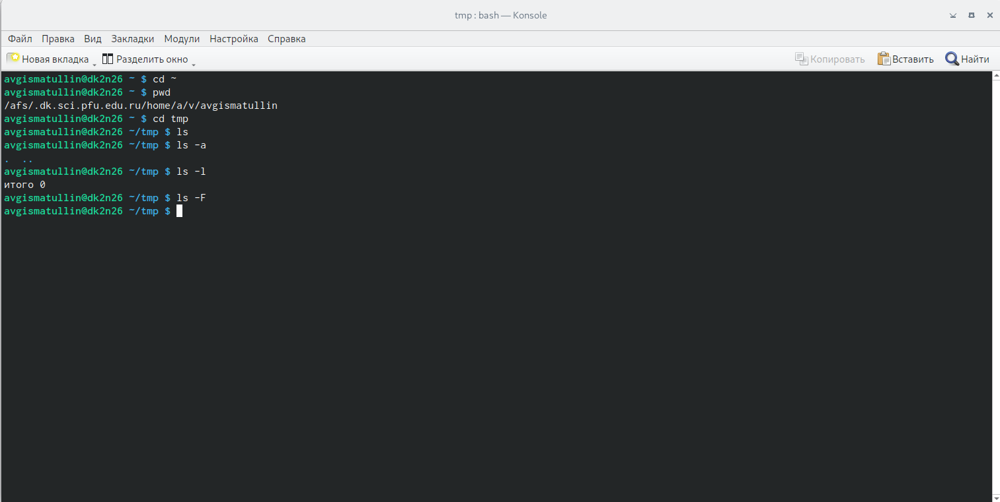 tmp : bash — Konsole
Файл Правка Вид Закладки Модули Настройка Справка
Новая вкладка Разделить окно Копировать Вставить Найти
avgismatullin@dk2n26 ~ $ cd ~
avgismatullin@dk2n26 ~ $ pwd
/afs/.dk.sci.pfu.edu.ru/home/a/v/avgismatullin
avgismatullin@dk2n26 ~ $ cd tmp
avgismatullin@dk2n26 ~/tmp $ ls
avgismatullin@dk2n26 ~/tmp $ ls -a
.  ..
avgismatullin@dk2n26 ~/tmp $ ls -l
итого 0
avgismatullin@dk2n26 ~/tmp $ ls -F
avgismatullin@dk2n26 ~/tmp $